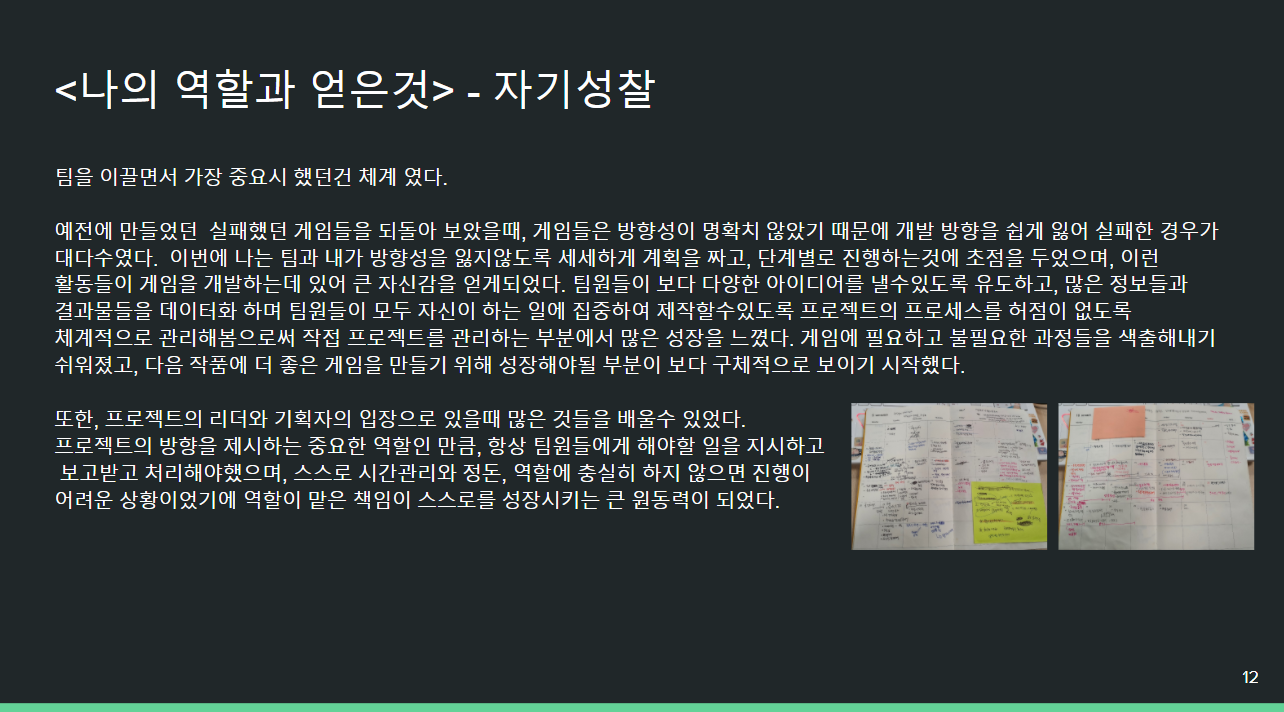 <나의 역할과 얻은것> - 자기성찰
팀을 이끌면서 가장 중요시 했던건 체계 였다.
예전에 만들었던  실패했던 게임들을 되돌아 보았을때, 게임들은 방향성이 명확치 않았기 때문에 개발 방향을 쉽게 잃어 실패한 경우가
대다수였다.  이번에 나는 팀과 내가 방향성을 잃지않도록 세세하게 계획을 짜고, 단계별로 진행하는것에 초점을 두었으며, 이런
활동들이 게임을 개발하는데 있어 큰 자신감을 얻게되었다. 팀원들이 보다 다양한 아이디어를 낼수있도록 유도하고, 많은 정보들과
결과물들을 데이터화 하며 팀원들이 모두 자신이 하는 일에 집중하여 제작할수있도록 프로젝트의 프로세스를 허점이 없도록
체계적으로 관리해봄으로써 작접 프로젝트를 관리하는 부분에서 많은 성장을 느꼈다. 게임에 필요하고 불필요한 과정들을 색출해내기
쉬워졌고, 다음 작품에 더 좋은 게임을 만들기 위해 성장해야될 부분이 보다 구체적으로 보이기 시작했다.
또한, 프로젝트의 리더와 기획자의 입장으로 있을때 많은 것들을 배울수 있었다.
프로젝트의 방향을 제시하는 중요한 역할인 만큼, 항상 팀원들에게 해야할 일을 지시하고
보고받고 처리해야했으며, 스스로 시간관리와 정돈, 역할에 충실히 하지 않으면 진행이
어려운 상황이었기에 역할이 맡은 책임이 스스로를 성장시키는 큰 원동력이 되었다.
12